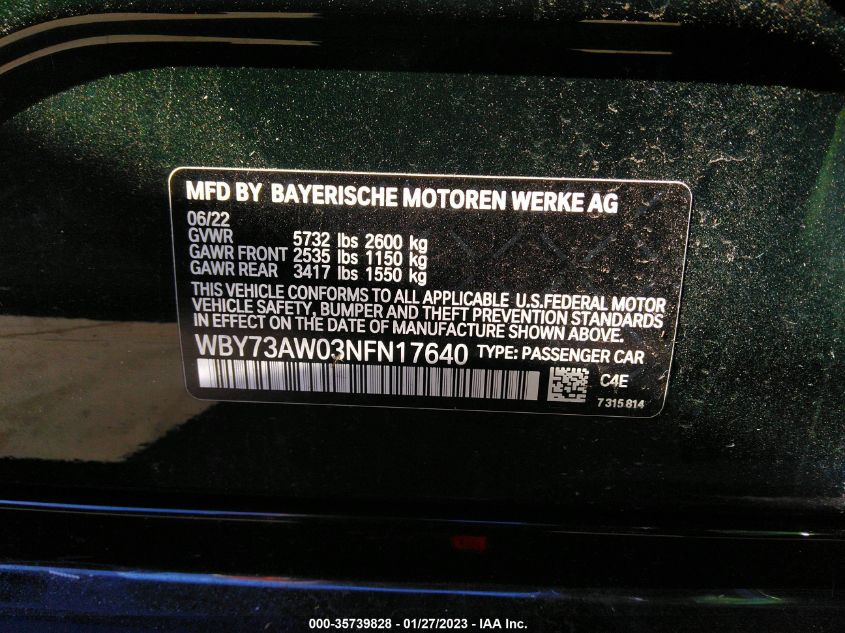 MFD BY BAYERISCHE MOTOREN WERKE AG
06/22
GVWR 5732 lbs 2600 kg
GAWR FRONT 2535 lbs 1150 kg
GAWR REAR 3417 lbs 1550 kg
THIS VEHICLE CONFORMS TO ALL APPLICABLE U.S.FEDERAL MOTOR
VEHICLE SAFETY, BUMPER AND THEFT PREVENTION STANDARDS
IN EFFECT ON THE DATE OF MANUFACTURE SHOWN ABOVE.
WBY73AW03NFN17640 TYPE: PASSENGER CAR
C4E
7315814
000-35739828 - 01/27/2023 - IAA Inc.